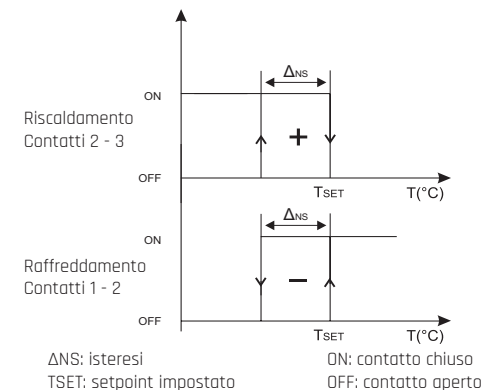 ΔNS
ON
Riscaldamento
Contatti 2 - 3
+
OFF
TSET
T(°C)
ΔNS
ON
Raffreddamento
Contatti 1 - 2
−
OFF
TSET
T(°C)
ΔNS: isteresi
ON: contatto chiuso
TSET: setpoint impostato
OFF: contatto aperto